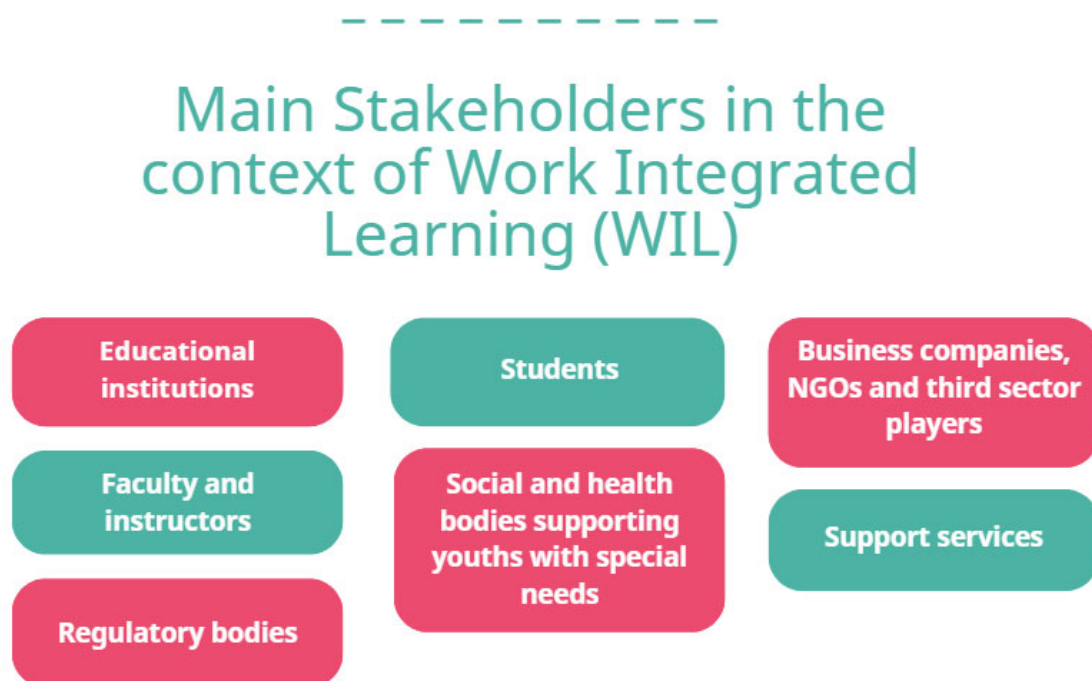 Main Stakeholders in the
context of Work Integrated
Learning (WIL)
Educational
institutions
Students
Business companies,
NGOs and third sector
players
Faculty and
instructors
Social and health
bodies supporting
youths with special
needs
Support services
Regulatory bodies